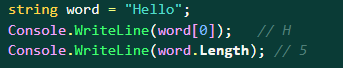 string word = "Hello";
Console.WriteLine(word[0]);   // H
Console.WriteLine(word.Length); // 5